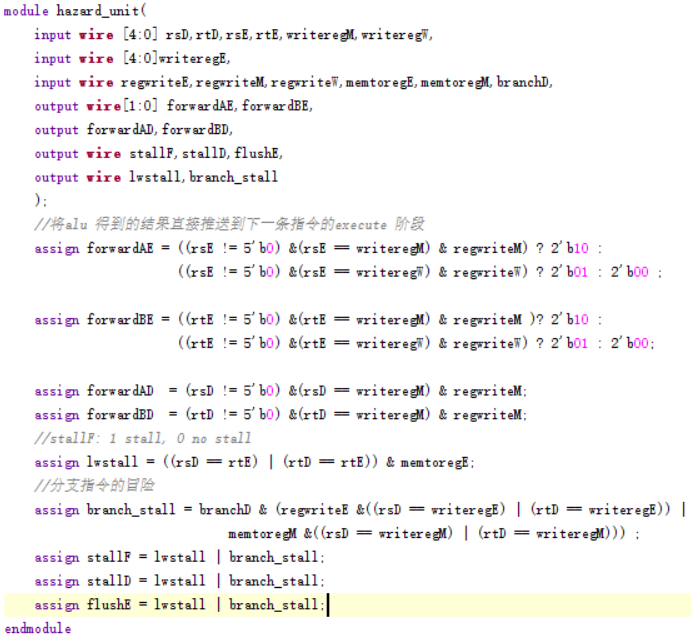 module hazard_unit(
input wire [4:0] rsD,rtD,rsE,rtE,writeregM,writeregW,
input wire [4:0]writeregE,
input wire regwriteE,regwriteM,regwriteW,memtoregE,memtoregM,branchD,
output wire[1:0] forwardAE,forwardBE,
output forwardAD,forwardBD,
output wire stallF,stallD,flushE,
output wire lwstall,branch_stall
);
//将alu 得到的结果直接推送到下一条指令的execute 阶段
assign forwardAE = ((rsE != 5'b0) &(rsE == writeregM) & regwriteM) ? 2'b10 :
((rsE != 5'b0) &(rsE == writeregW) & regwriteW) ? 2'b01 : 2'b00 ;
assign forwardBE = ((rtE != 5'b0) &(rtE == writeregM) & regwriteM )? 2'b10 :
((rtE != 5'b0) &(rtE == writeregW) & regwriteW) ? 2'b01 : 2'b00;
assign forwardAD  = (rsD != 5'b0) &(rsD == writeregM) & regwriteM;
assign forwardBD  = (rtD != 5'b0) &(rtD == writeregM) & regwriteM;
//stallF: 1 stall, 0 no stall
assign lwstall = ((rsD == rtE) | (rtD == rtE)) & memtoregE;
//分支指令的冒险
assign branch_stall = branchD & (regwriteE &((rsD == writeregE) | (rtD == writeregE)) |
memtoregM &((rsD == writeregM) | (rtD == writeregM))) ;
assign stallF = lwstall | branch_stall;
assign stallD = lwstall | branch_stall;
assign flushE = lwstall | branch_stall;
endmodule